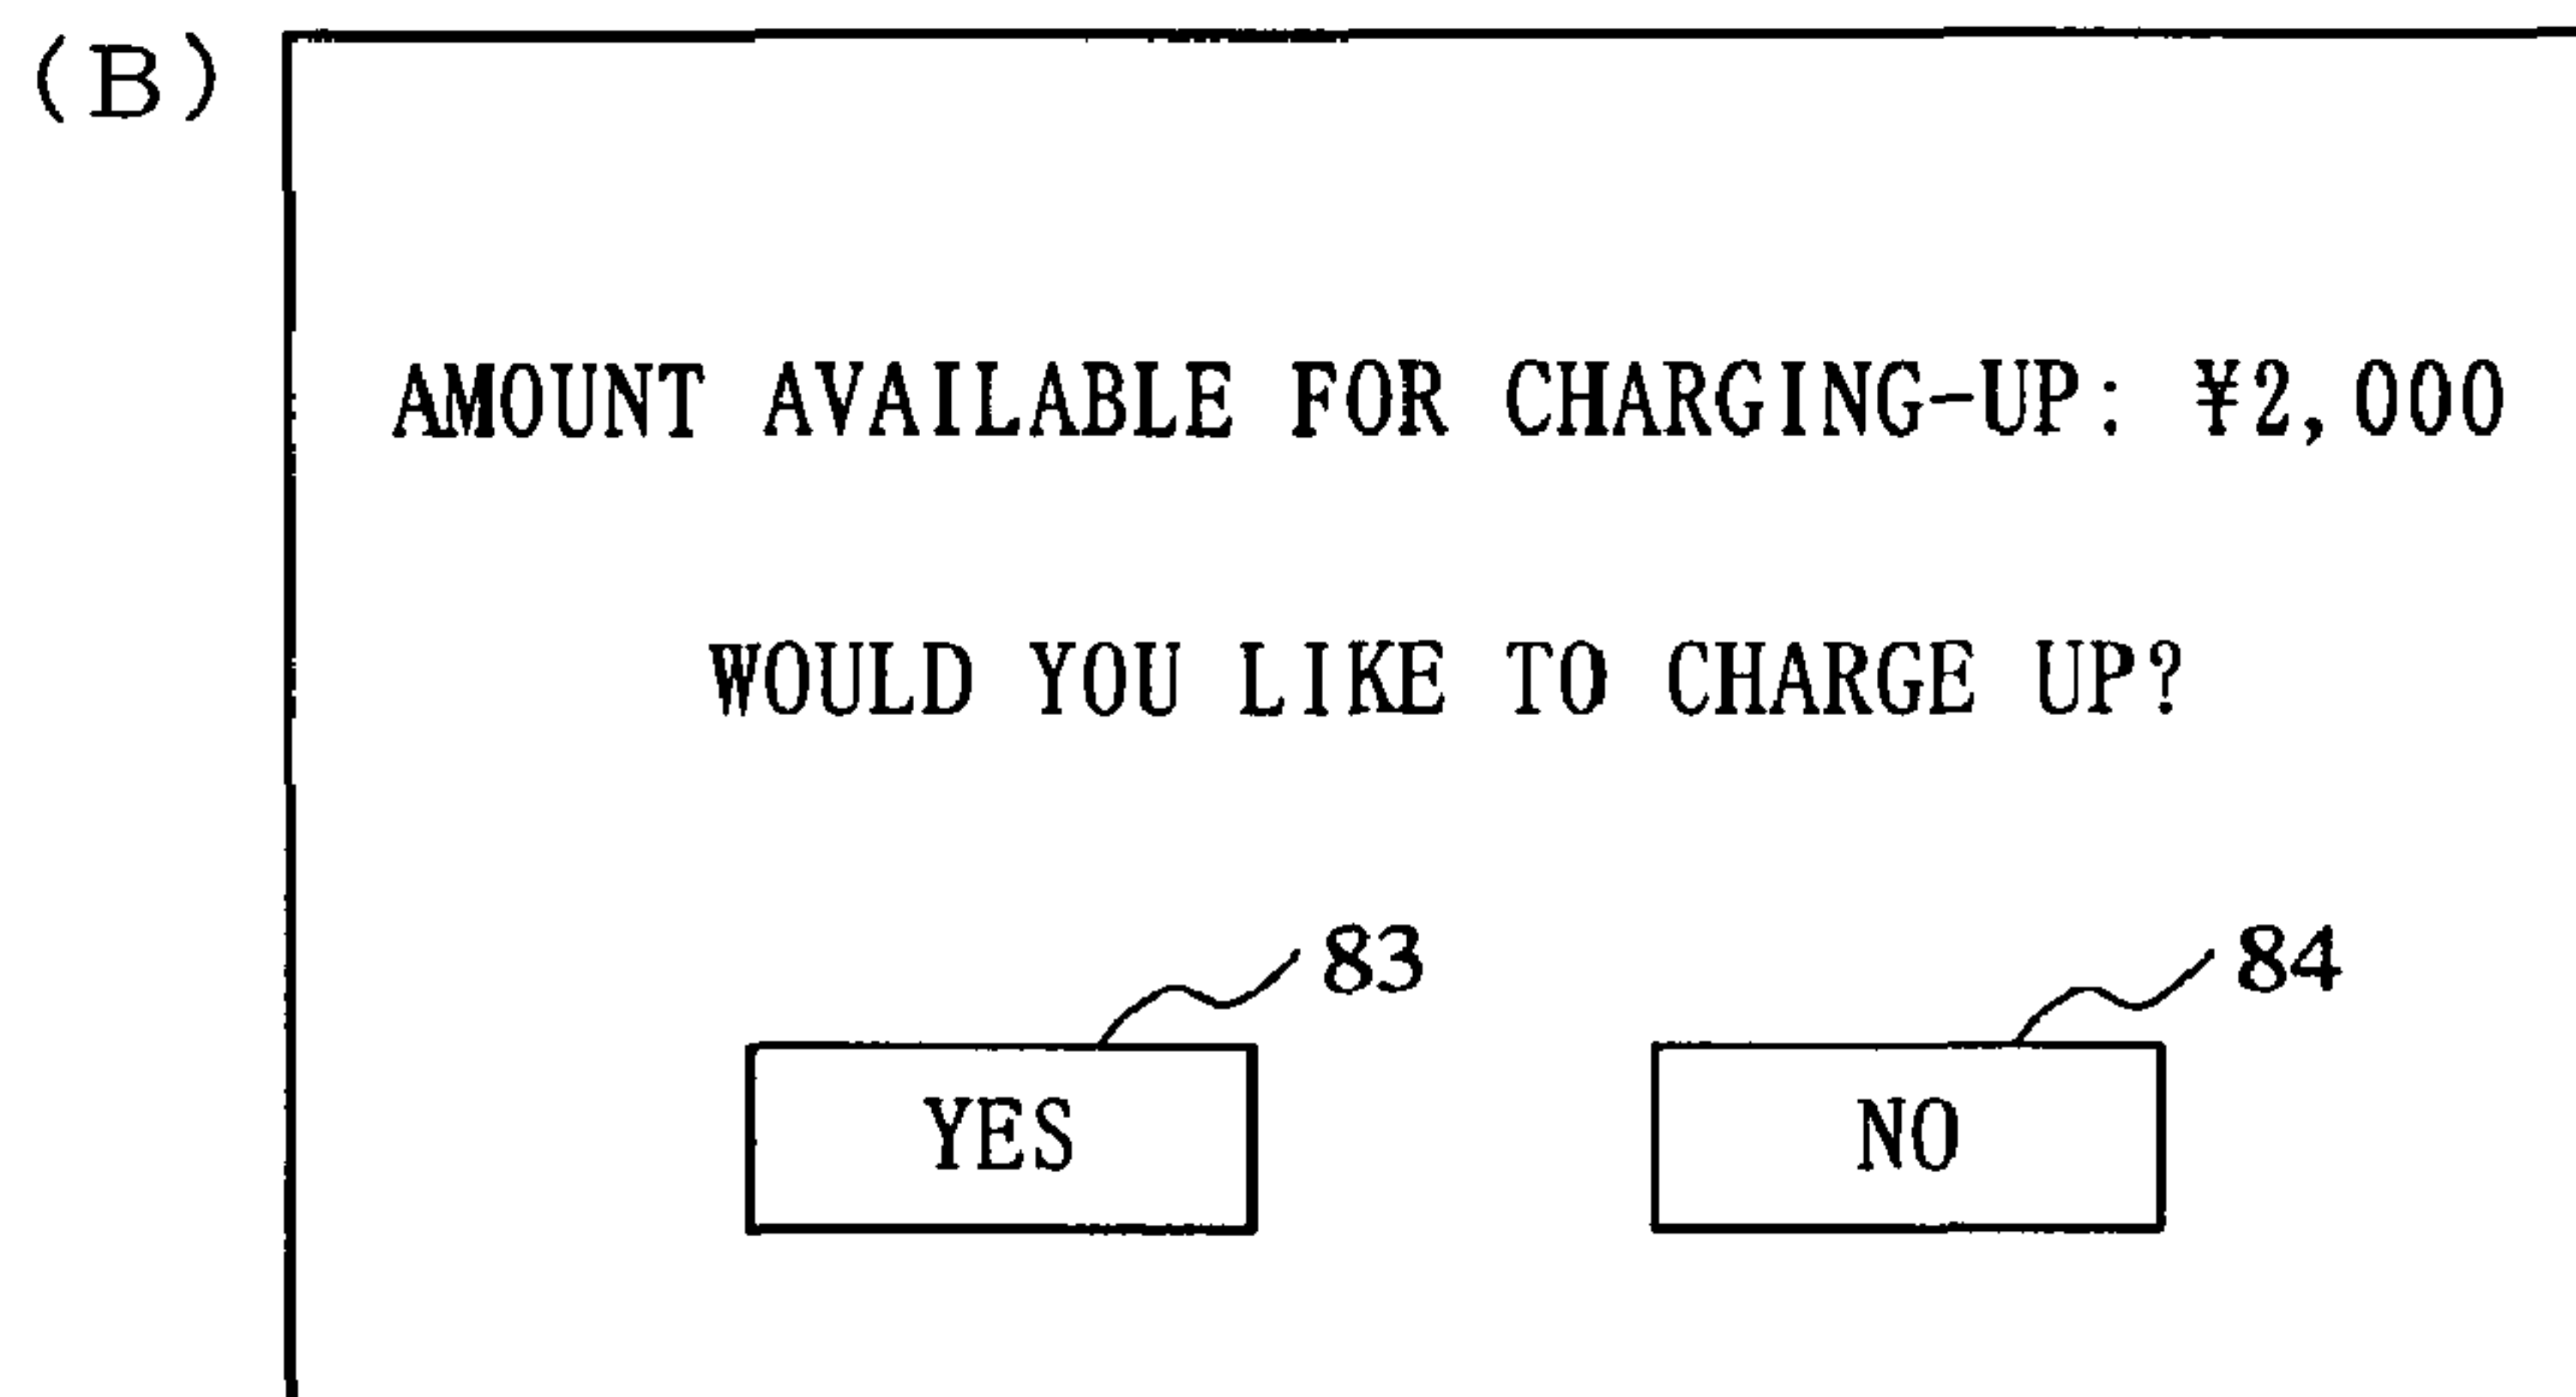 (B)
AMOUNT AVAILABLE FOR CHARGING-UP: ¥2,000
WOULD YOU LIKE TO CHARGE UP?
83 84
YES NO